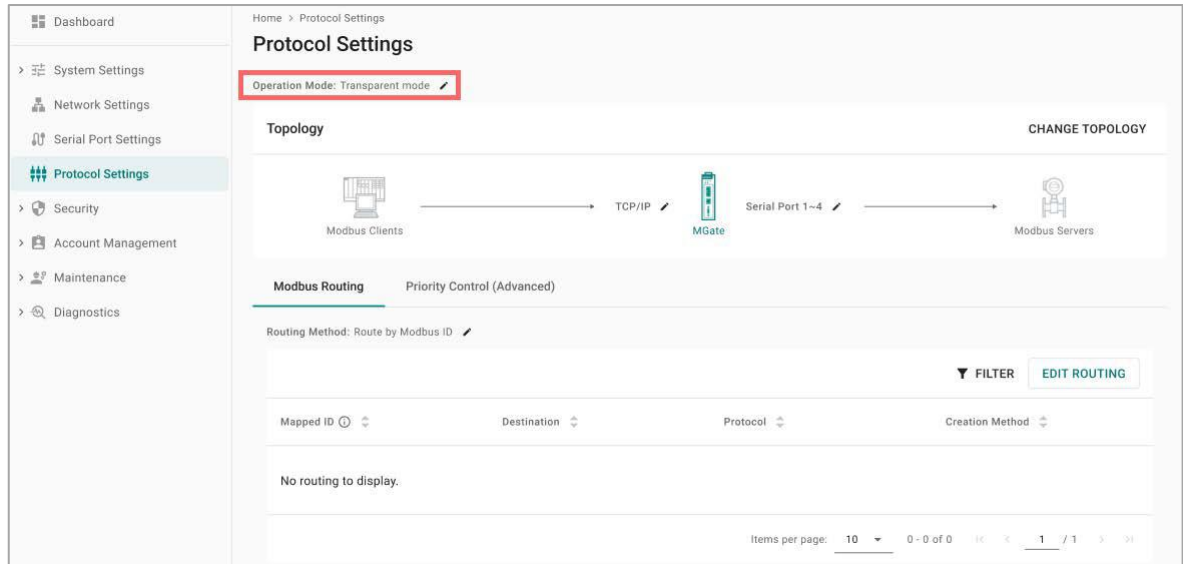 Dashboard
System Settings
Network Settings
Serial Port Settings
Protocol Settings
Security
Account Management
Maintenance
Diagnostics
Home > Protocol Settings
Protocol Settings
Operation Mode: Transparent mode
Topology
CHANGE TOPOLOGY
TCP/IP
Serial Port 1~4
Modbus Clients
MGate
Modbus Servers
Modbus Routing
Priority Control (Advanced)
Routing Method: Route by Modbus ID
FILTER
EDIT ROUTING
Mapped ID
Destination
Protocol
Creation Method
No routing to display.
Items per page: 10 0 - 0 of 0 1 / 1